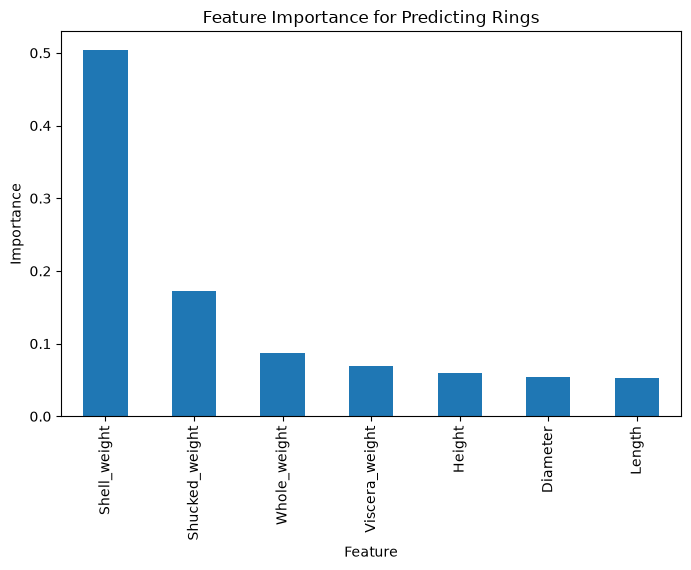 Feature Importance for Predicting Rings
0.5
0.4
0.3
0.2
0.1
0.0
Importance
Shell_weight
Shucked_weight
Whole_weight
Viscera_weight
Height
Diameter
Length
Feature